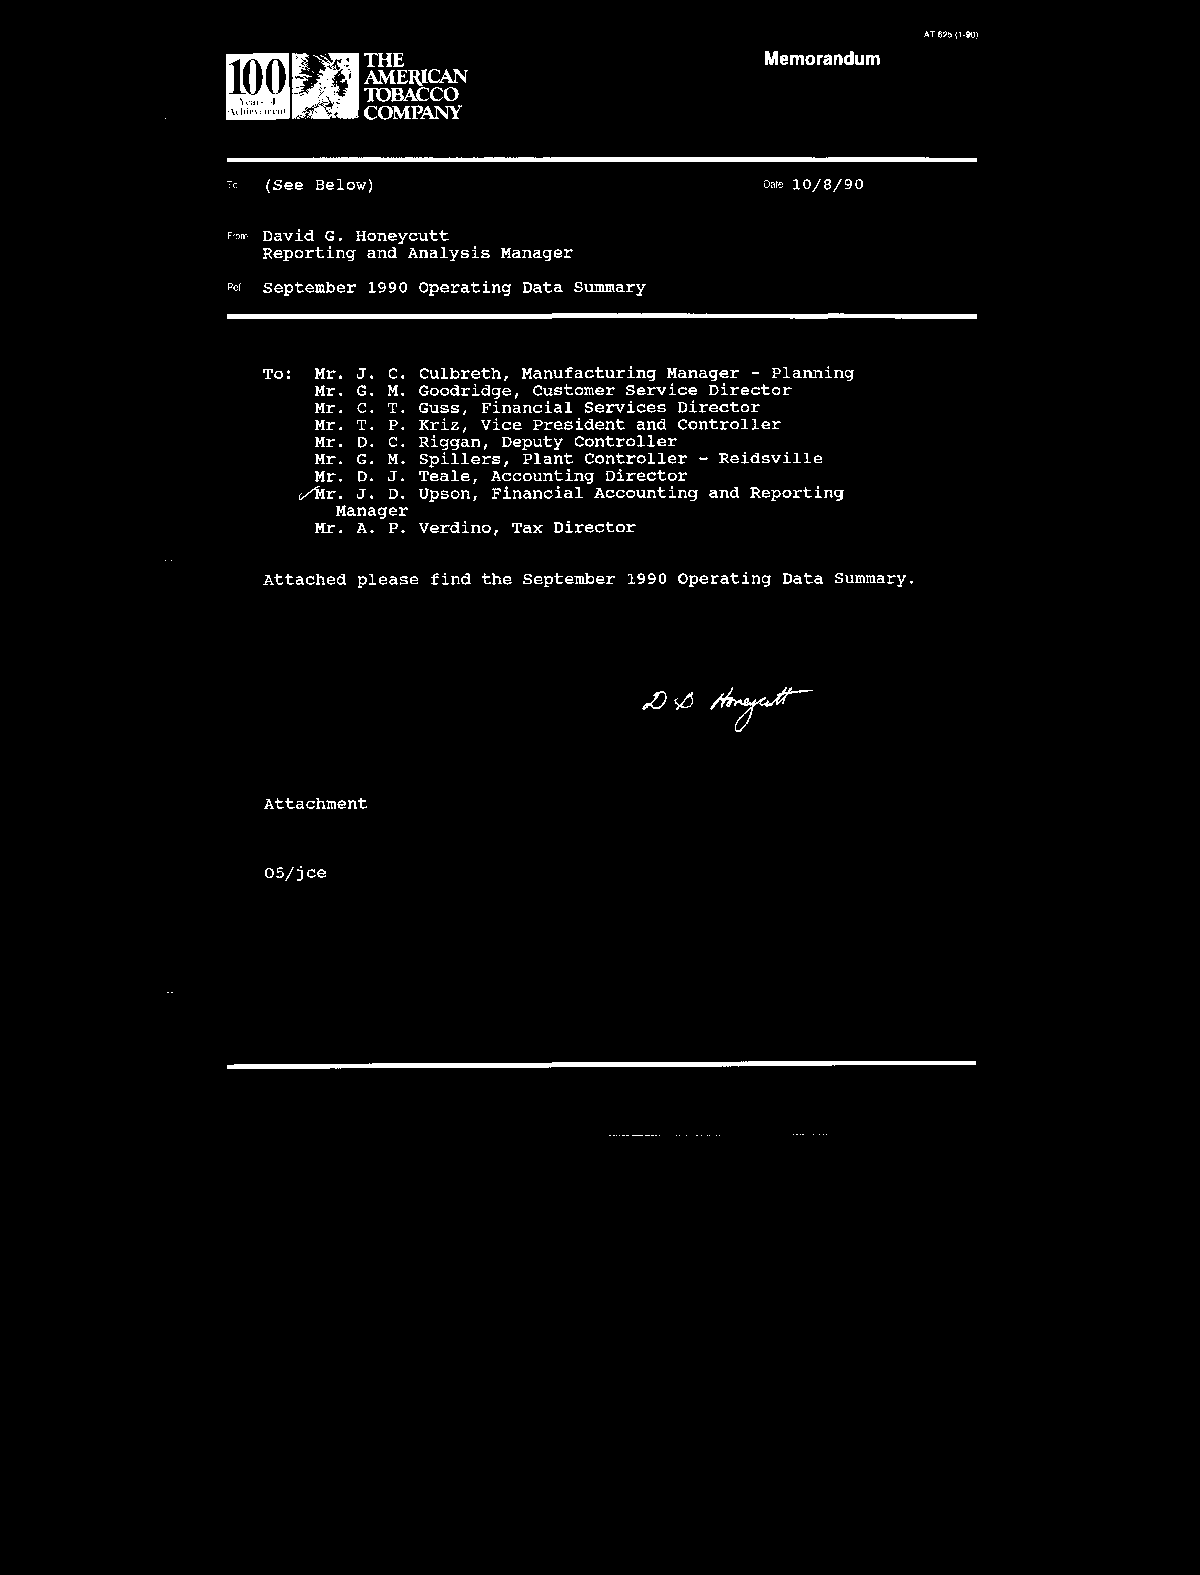 AT 825 (1-90)
100
Years of
Achievement
THE
AMERICAN
TOBACCO
COMPANY
Memorandum
To (See Below)
Date 10/8/90
From David G. Honeycutt
Reporting and Analysis Manager
Ref September 1990 Operating Data Summary
To: Mr. J. C. Culbreth, Manufacturing Manager - Planning
Mr. G. M. Goodridge, Customer Service Director
Mr. C. T. Guss, Financial Services Director
Mr. T. P. Kriz, Vice President and Controller
Mr. D. C. Riggan, Deputy Controller
Mr. G. M. Spillers, Plant Controller - Reidsville
Mr. D. J. Teale, Accounting Director
✓Mr. J. D. Upson, Financial Accounting and Reporting
Manager
Mr. A. P. Verdino, Tax Director
Attached please find the September 1990 Operating Data Summary.
D G Honeycutt
Attachment
05/jce